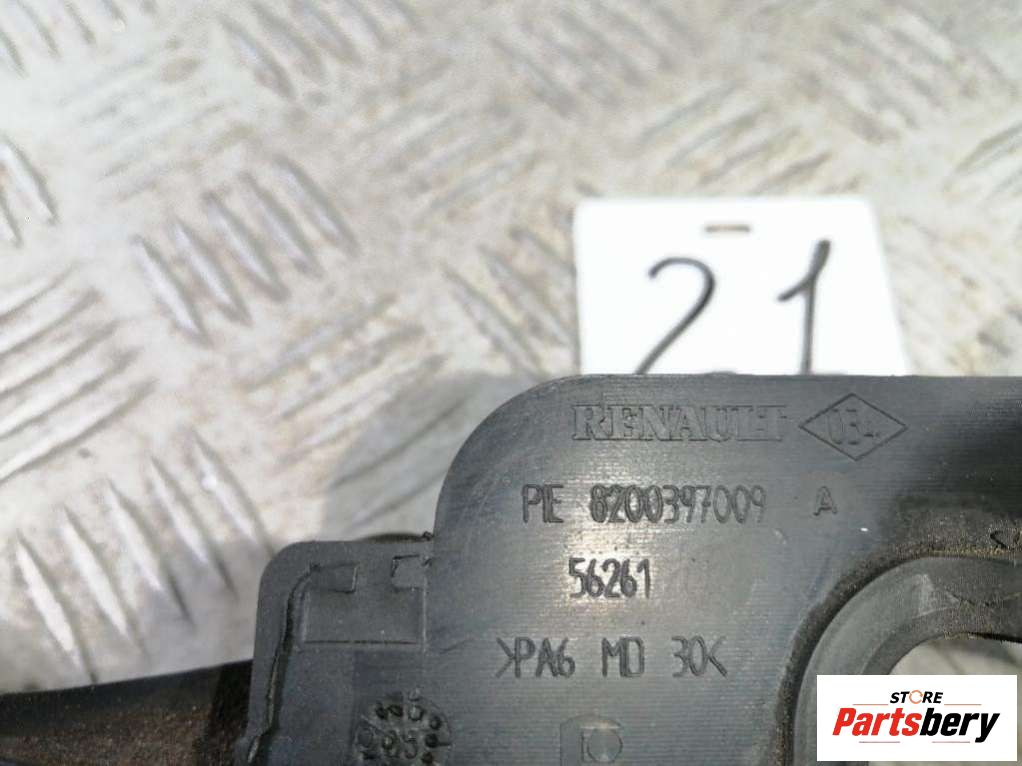 21
RENAULT
PIE 8200397009 A
56261
>PA6 MD 30<
STORE
Partsbery